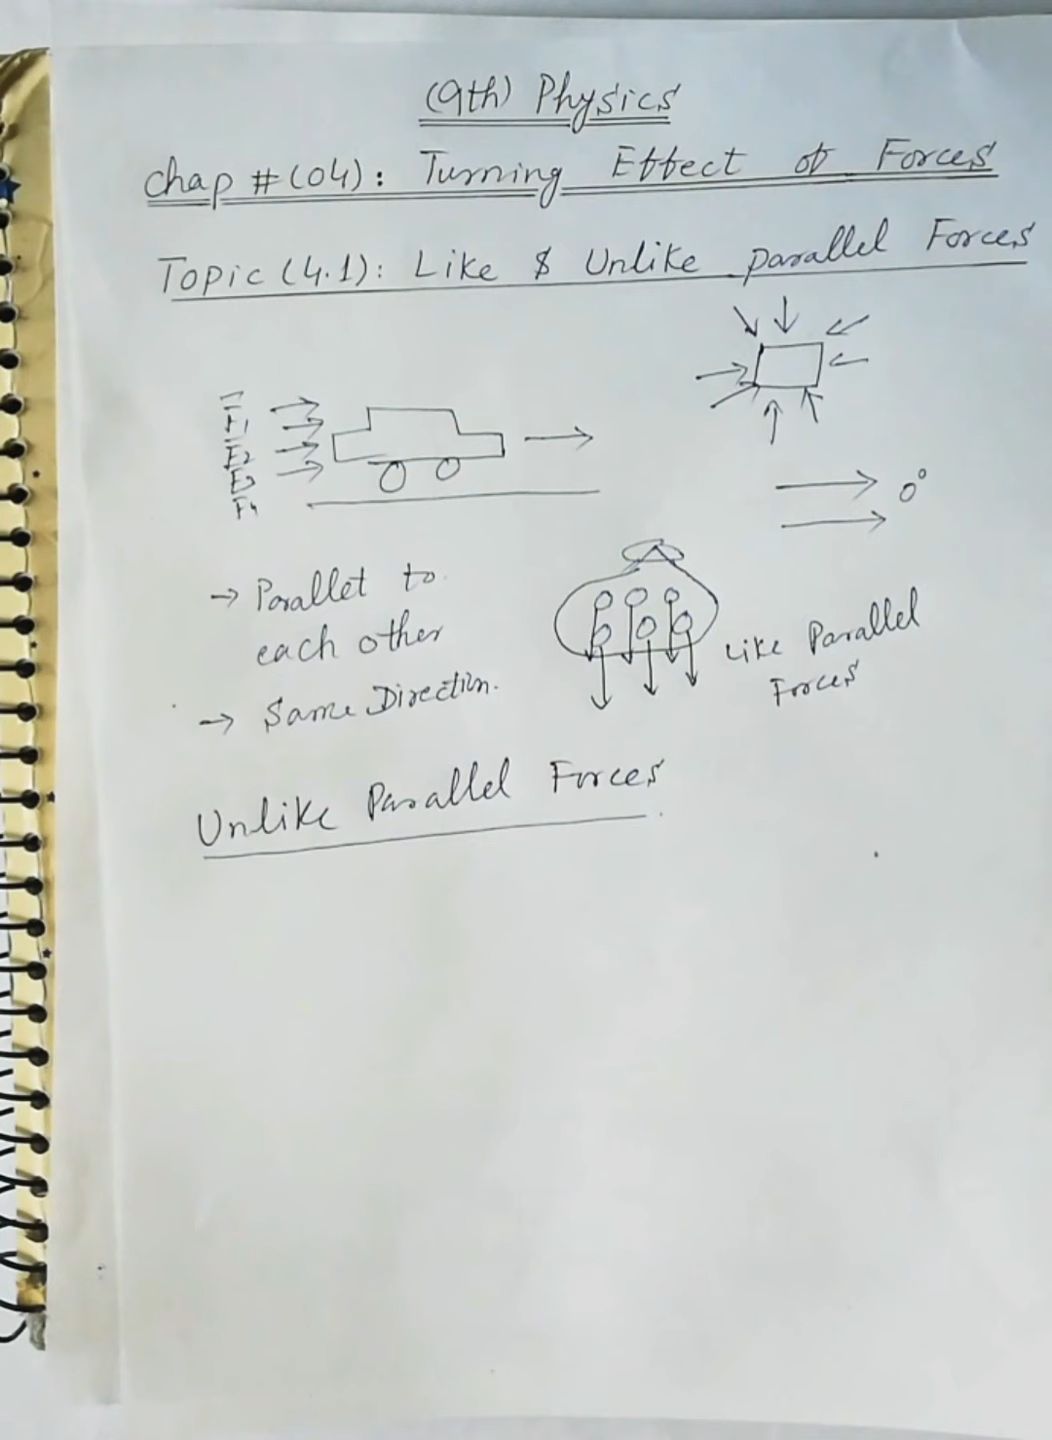 (9th) Physics
Chap # (04): Turning Effect of Forces
Topic (4.1): Like & Unlike parallel Forces
F1
F2
F3
F4
0°
→ Parallel to
each other
→ Same Direction.
Like Parallel
Forces
Unlike Parallel Forces